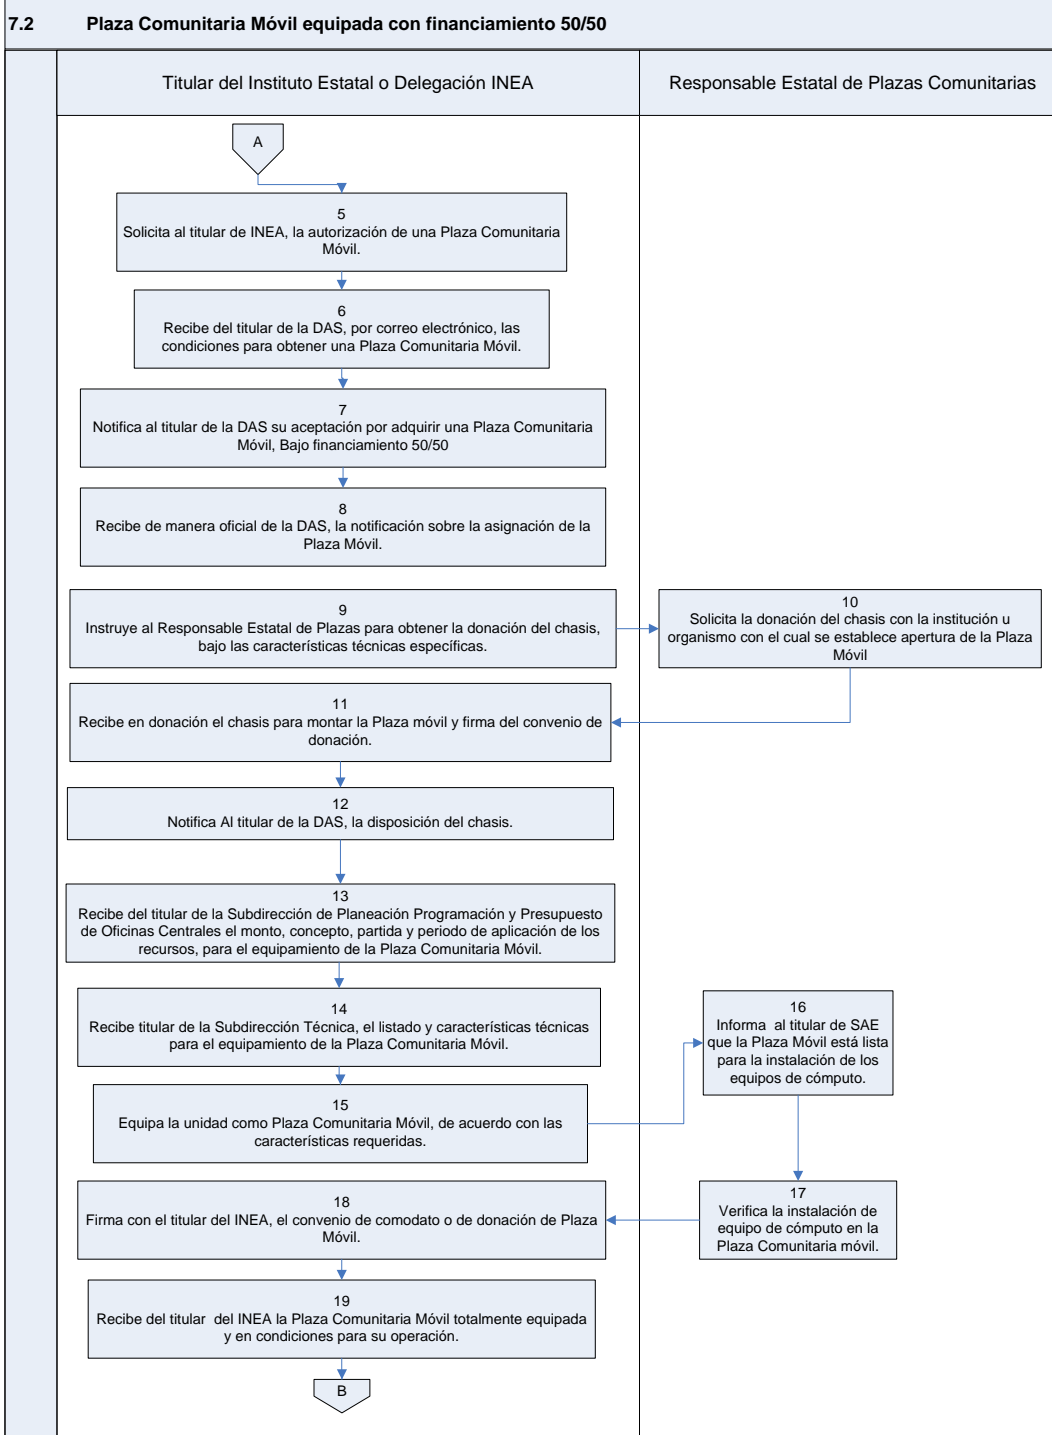 7.2 Plaza Comunitaria Móvil equipada con financiamiento 50/50
Titular del Instituto Estatal o Delegación INEA
Responsable Estatal de Plazas Comunitarias
A
5
Solicita al titular de INEA, la autorización de una Plaza Comunitaria
Móvil.
6
Recibe del titular de la DAS, por correo electrónico, las
condiciones para obtener una Plaza Comunitaria Móvil.
7
Notifica al titular de la DAS su aceptación por adquirir una Plaza Comunitaria
Móvil, Bajo financiamiento 50/50
8
Recibe de manera oficial de la DAS, la notificación sobre la asignación de la
Plaza Móvil.
9
Instruye al Responsable Estatal de Plazas para obtener la donación del chasis,
bajo las características técnicas específicas.
10
Solicita la donación del chasis con la institución u
organismo con el cual se establece apertura de la Plaza
Móvil
11
Recibe en donación el chasis para montar la Plaza móvil y firma del convenio de
donación.
12
Notifica Al titular de la DAS, la disposición del chasis.
13
Recibe del titular de la Subdirección de Planeación Programación y Presupuesto
de Oficinas Centrales el monto, concepto, partida y periodo de aplicación de los
recursos, para el equipamiento de la Plaza Comunitaria Móvil.
14
Recibe titular de la Subdirección Técnica, el listado y características técnicas
para el equipamiento de la Plaza Comunitaria Móvil.
15
Equipa la unidad como Plaza Comunitaria Móvil, de acuerdo con las
características requeridas.
16
Informa al titular de SAE
que la Plaza Móvil está lista
para la instalación de los
equipos de cómputo.
17
Verifica la instalación de
equipo de cómputo en la
Plaza Comunitaria móvil.
18
Firma con el titular del INEA, el convenio de comodato o de donación de Plaza
Móvil.
19
Recibe del titular del INEA la Plaza Comunitaria Móvil totalmente equipada
y en condiciones para su operación.
B